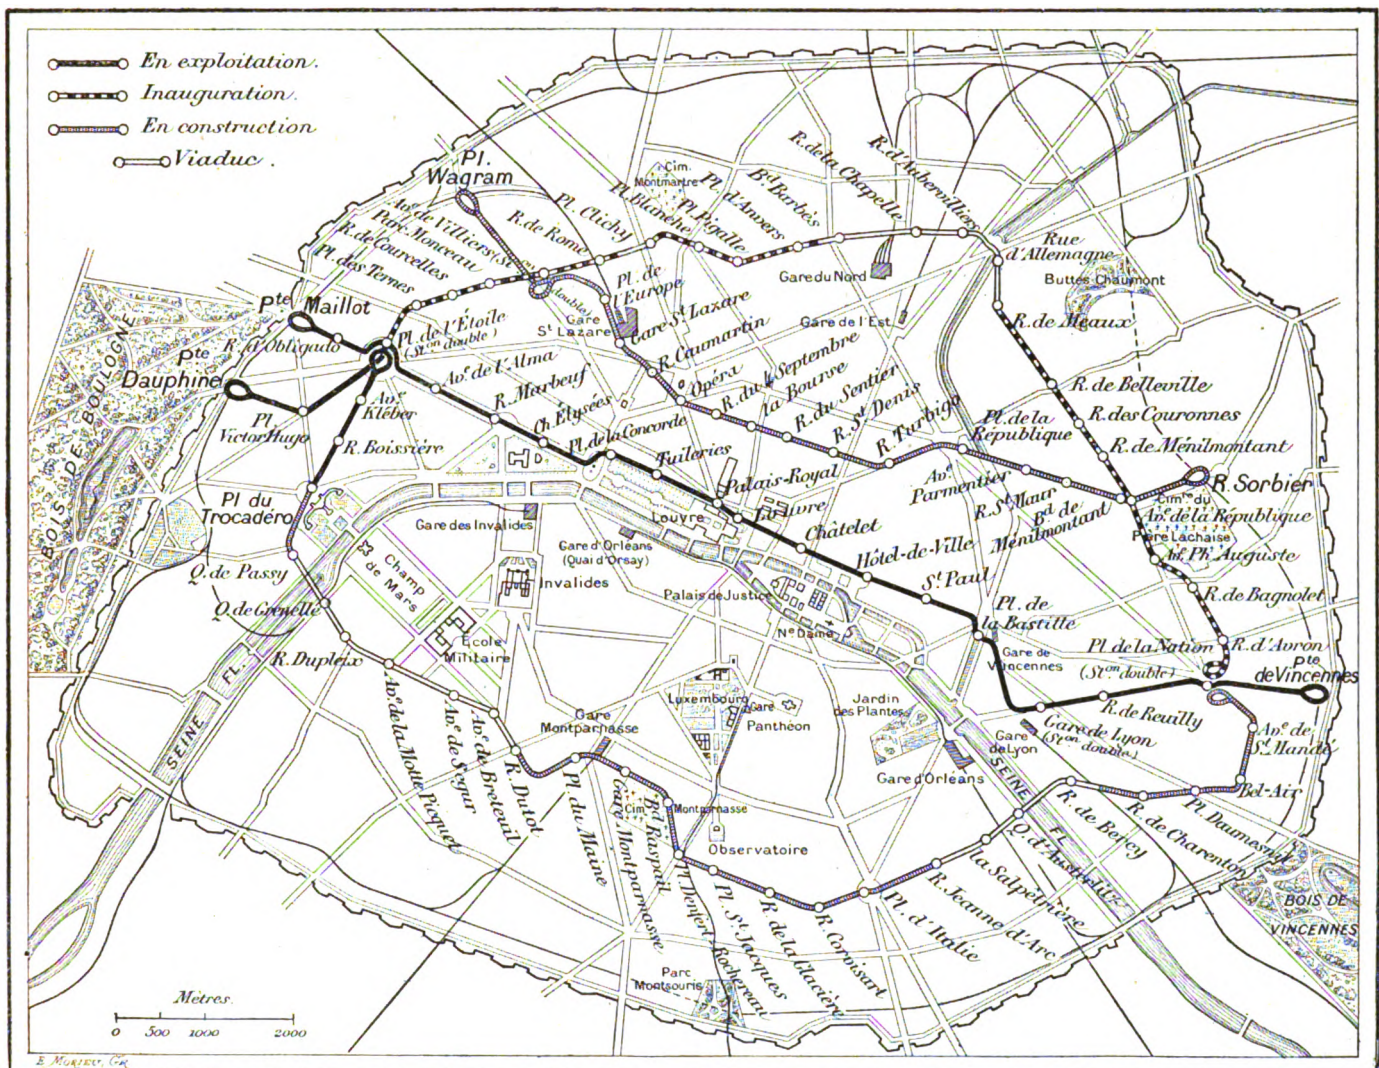 En exploitation.
Inauguration.
En construction
Viaduc.
Pl.
Wagram
Cim.
Montmartre
R. de la Chapelle
R. d'Aubervilliers
Bd Barbès
Pl. d'Anvers
Pl. Pigalle
Pl. Blanche
Pl. Clichy
R. de Rome
Av. de Villiers (Ston
double)
Parc Monceau
R. de Courcelles
Pl. des Ternes
Rue
d'Allemagne
Buttes Chaumont
Gare du Nord
Gare de l'Est
Pl. de
l'Europe
Gare
St Lazare
Gare St Lazare
R. Caumartin
Opéra
R. du 4 Septembre
la Bourse
R. du Sentier
R. St Denis
R. Turbigo
Pl. de la
République
Ave
Parmentier
R. St Maur
Bd de
Ménilmontant
R. de Meaux
R. de Belleville
R. des Couronnes
R. de Ménilmontant
R. Sorbier
Cimre du
Père Lachaise
Av. de la République
Av. Ph. Auguste
R. de Bagnolet
R. d'Avron
Pte
Maillot
R. d'Obligado
Pl. de l'Étoile
(Ston double)
Pte
Dauphine
Pl.
Victor Hugo
Ave
Kléber
R. Boissière
Pl du
Trocadéro
Ave de l'Alma
R. Marbeuf
Ch. Élysées
Pl. de la Concorde
Tuileries
Palais-Royal
Louvre
Louvre
Châtelet
Hôtel-de-Ville
St Paul
Pl. de
la Bastille
Gare de
Vincennes
Pl. de la Nation
(Ston double)
Pte
de Vincennes
R. de Reuilly
Gare de Lyon
(Ston double)
Gare
de Lyon
BOIS DE BOULOGNE
Gare des Invalides
Gare d'Orléans
(Quai d'Orsay)
Invalides
Champ
de Mars
École
Militaire
Palais de Justice
Ne Dame
Luxembourg
Gare
Panthéon
Jardin
des Plantes
Gare d'Orléans
SEINE
FL.
SEINE
FL.
Q. de Passy
Q. de Grenelle
R. Dupleix
Av. de la Motte Picquet
Av. de Ségur
Av. de Breteuil
R. Dutot
Pl. du Maine
Gare
Montparnasse
Gare Montparnasse
Cim.
Montparnasse
Bd Raspail
Pl. Denfert-Rochereau
Pl. St Jacques
R. de la Glacière
R. Corvisart
Pl. d'Italie
R. Jeanne d'Arc
la Salpêtrière
Q. d'Austerlitz
R. de Bercy
R. de Charenton
Pl. Daumesnil
Bel-Air
Ave de
St Mandé
Observatoire
Parc
Montsouris
BOIS DE
VINCENNES
Mètres.
0 500 1000 2000
E. MORIEU, GR.